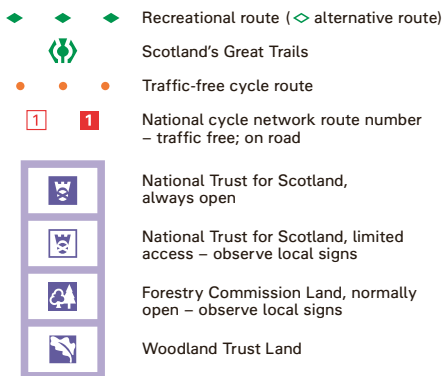 Recreational route (◇ alternative route)
Scotland's Great Trails
Traffic-free cycle route
1 1 National cycle network route number
– traffic free; on road
National Trust for Scotland,
always open
National Trust for Scotland, limited
access – observe local signs
Forestry Commission Land, normally
open – observe local signs
Woodland Trust Land